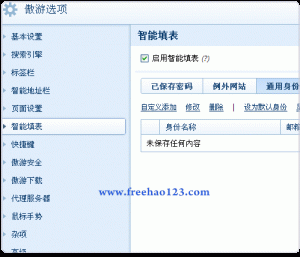 傲游选项
基本设置
搜索引擎
标签栏
智能地址栏
页面设置
智能填表
快捷键
傲游安全
傲游下载
代理服务器
鼠标手势
杂项
高级
智能填表
启用智能填表 (?)
已保存密码 例外网站 通用身份
自定义添加 修改 删除 | 设为默认身份
身份名称 邮箱
未保存任何内容
www.freehao123.com